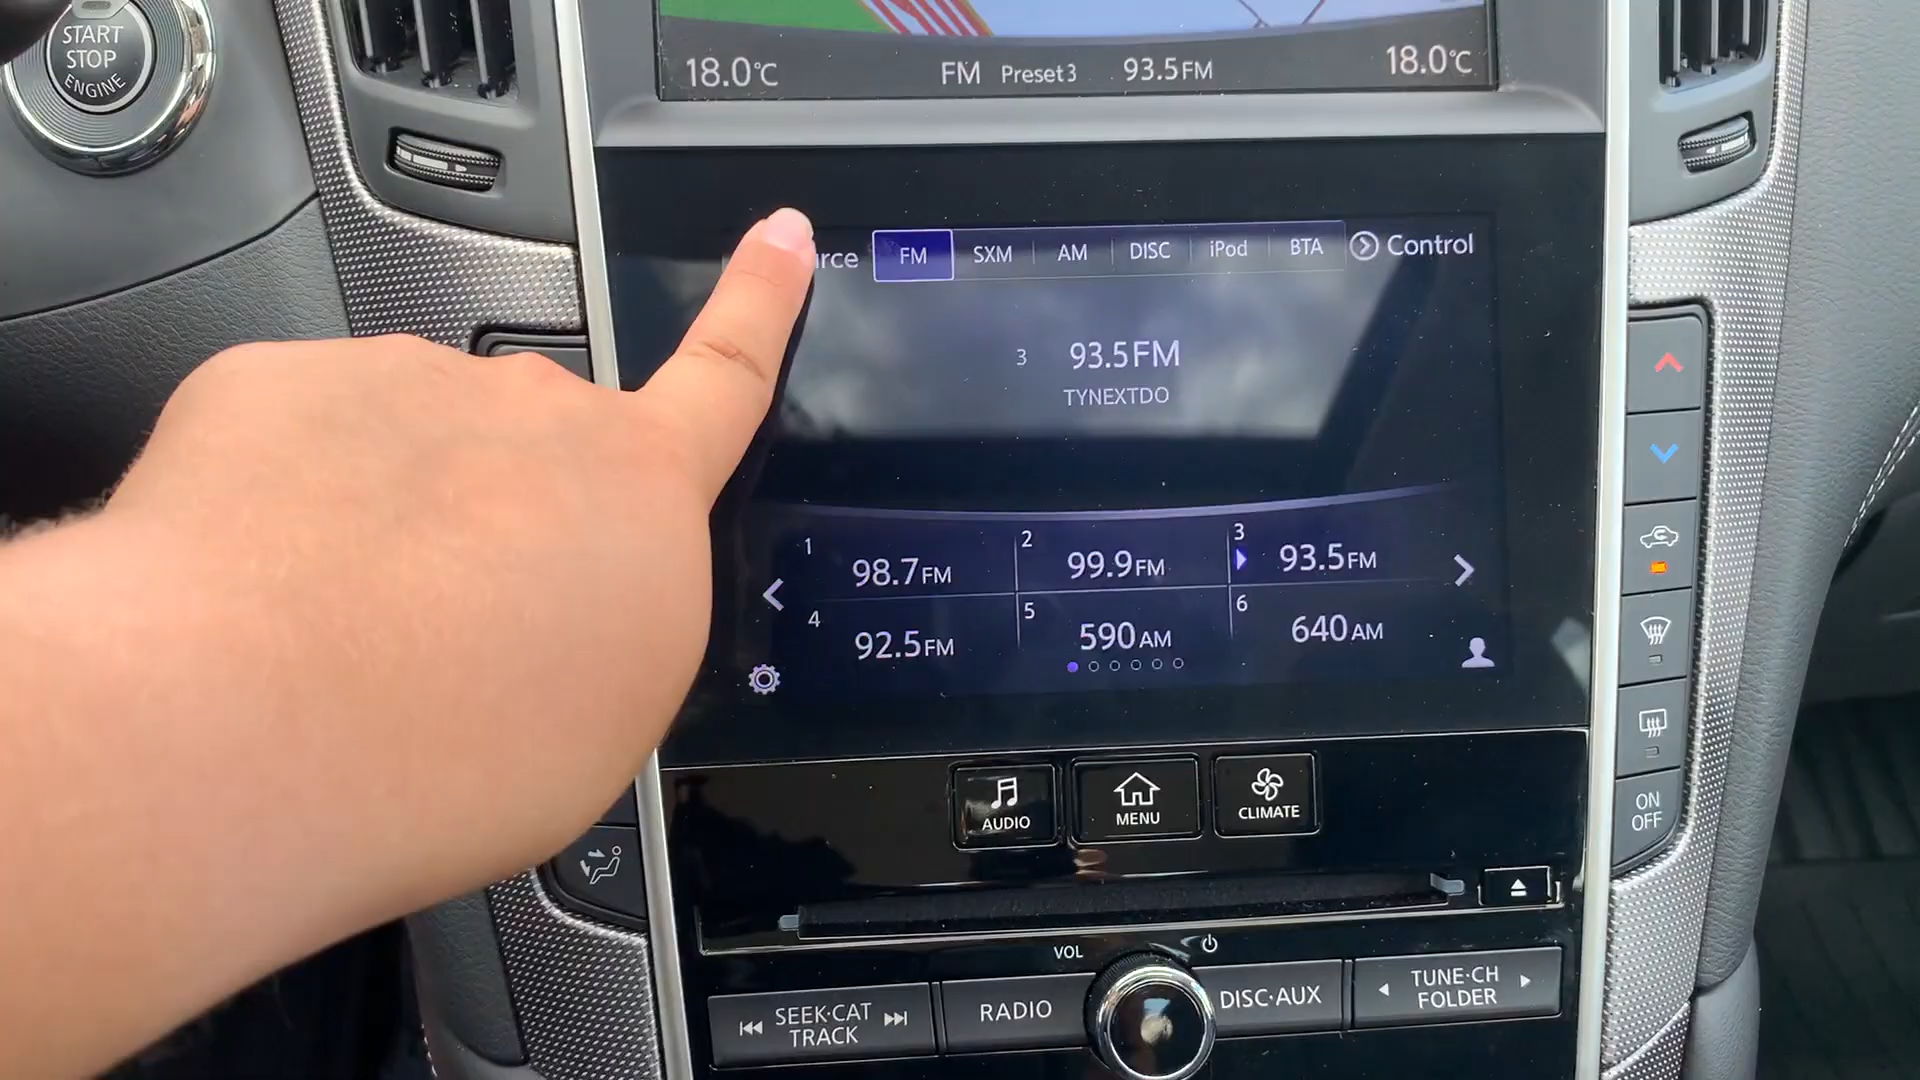 START
STOP
ENGINE
18.0°C
FM Preset3 93.5FM
18.0°C
FM SXM AM DISC iPod BTA Control
3 93.5FM
TYNEXTDO
1 98.7FM
2 99.9FM
3 93.5FM
4 92.5FM
5 590AM
6 640AM
AUDIO
MENU
CLIMATE
ON
OFF
VOL
SEEK·CAT
TRACK
RADIO
DISC·AUX
TUNE·CH
FOLDER